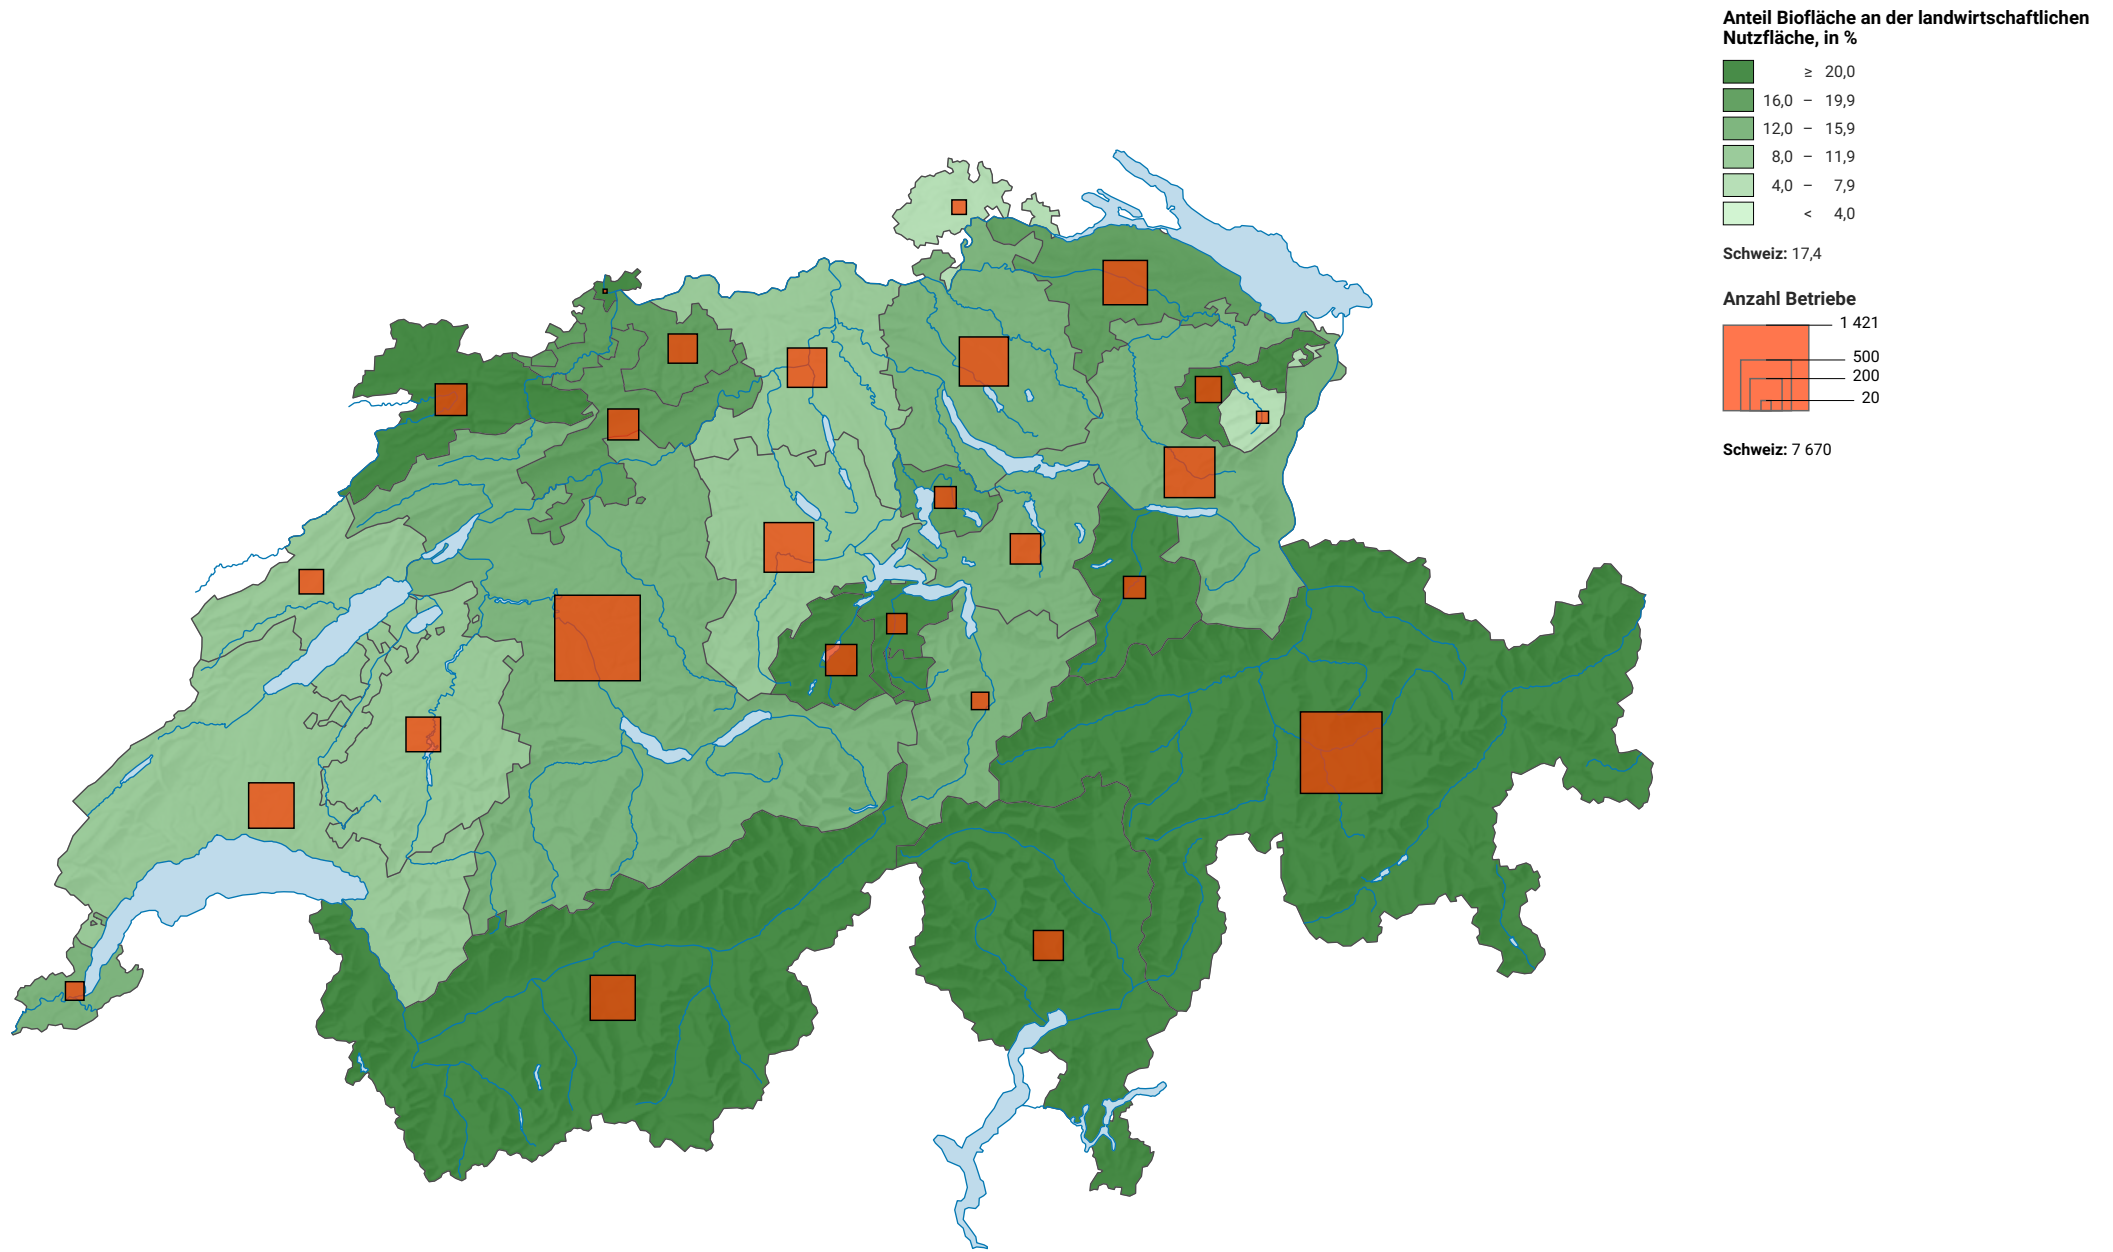 Anteil Biofläche an der landwirtschaftlichen
Nutzfläche, in %
≥ 20,0
16,0 – 19,9
12,0 – 15,9
8,0 – 11,9
4,0 – 7,9
< 4,0
Schweiz: 17,4
Anzahl Betriebe
1 421
500
200
20
Schweiz: 7 670